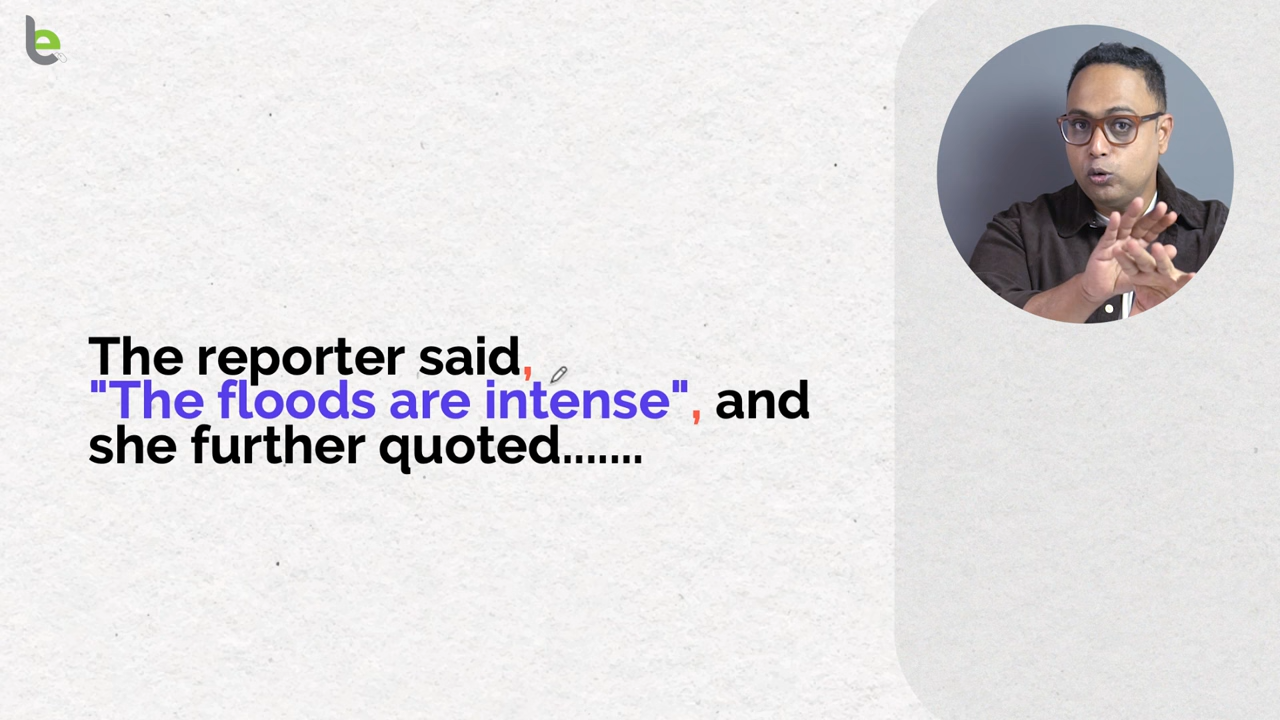 The reporter said,
"The floods are intense", and
she further quoted.......